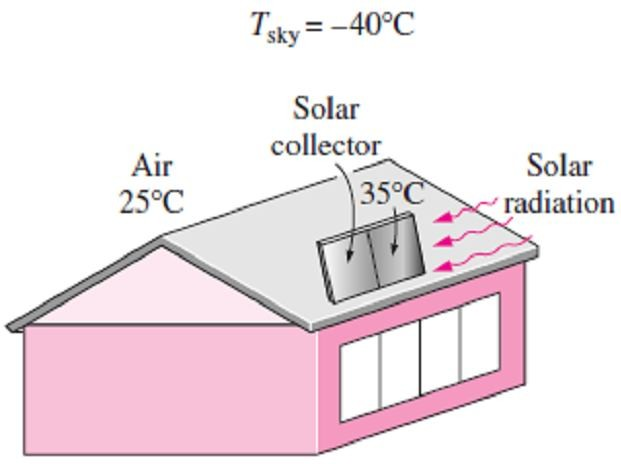 T_sky = –40°C
Solar
collector
Air
25°C
35°C
Solar
radiation